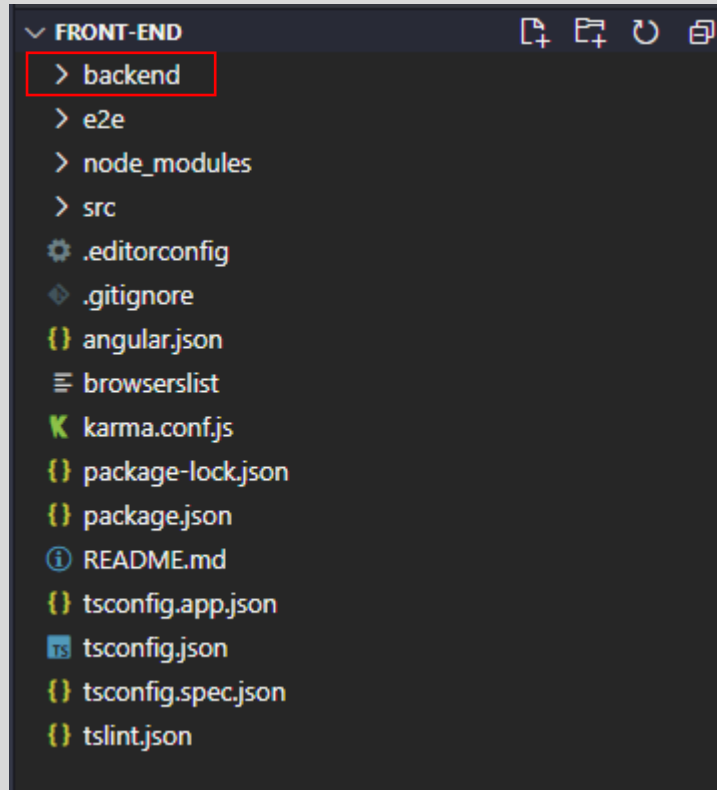 FRONT-END
backend
e2e
node_modules
src
.editorconfig
.gitignore
{} angular.json
browserslist
K karma.conf.js
{} package-lock.json
{} package.json
README.md
{} tsconfig.app.json
TS tsconfig.json
{} tsconfig.spec.json
{} tslint.json